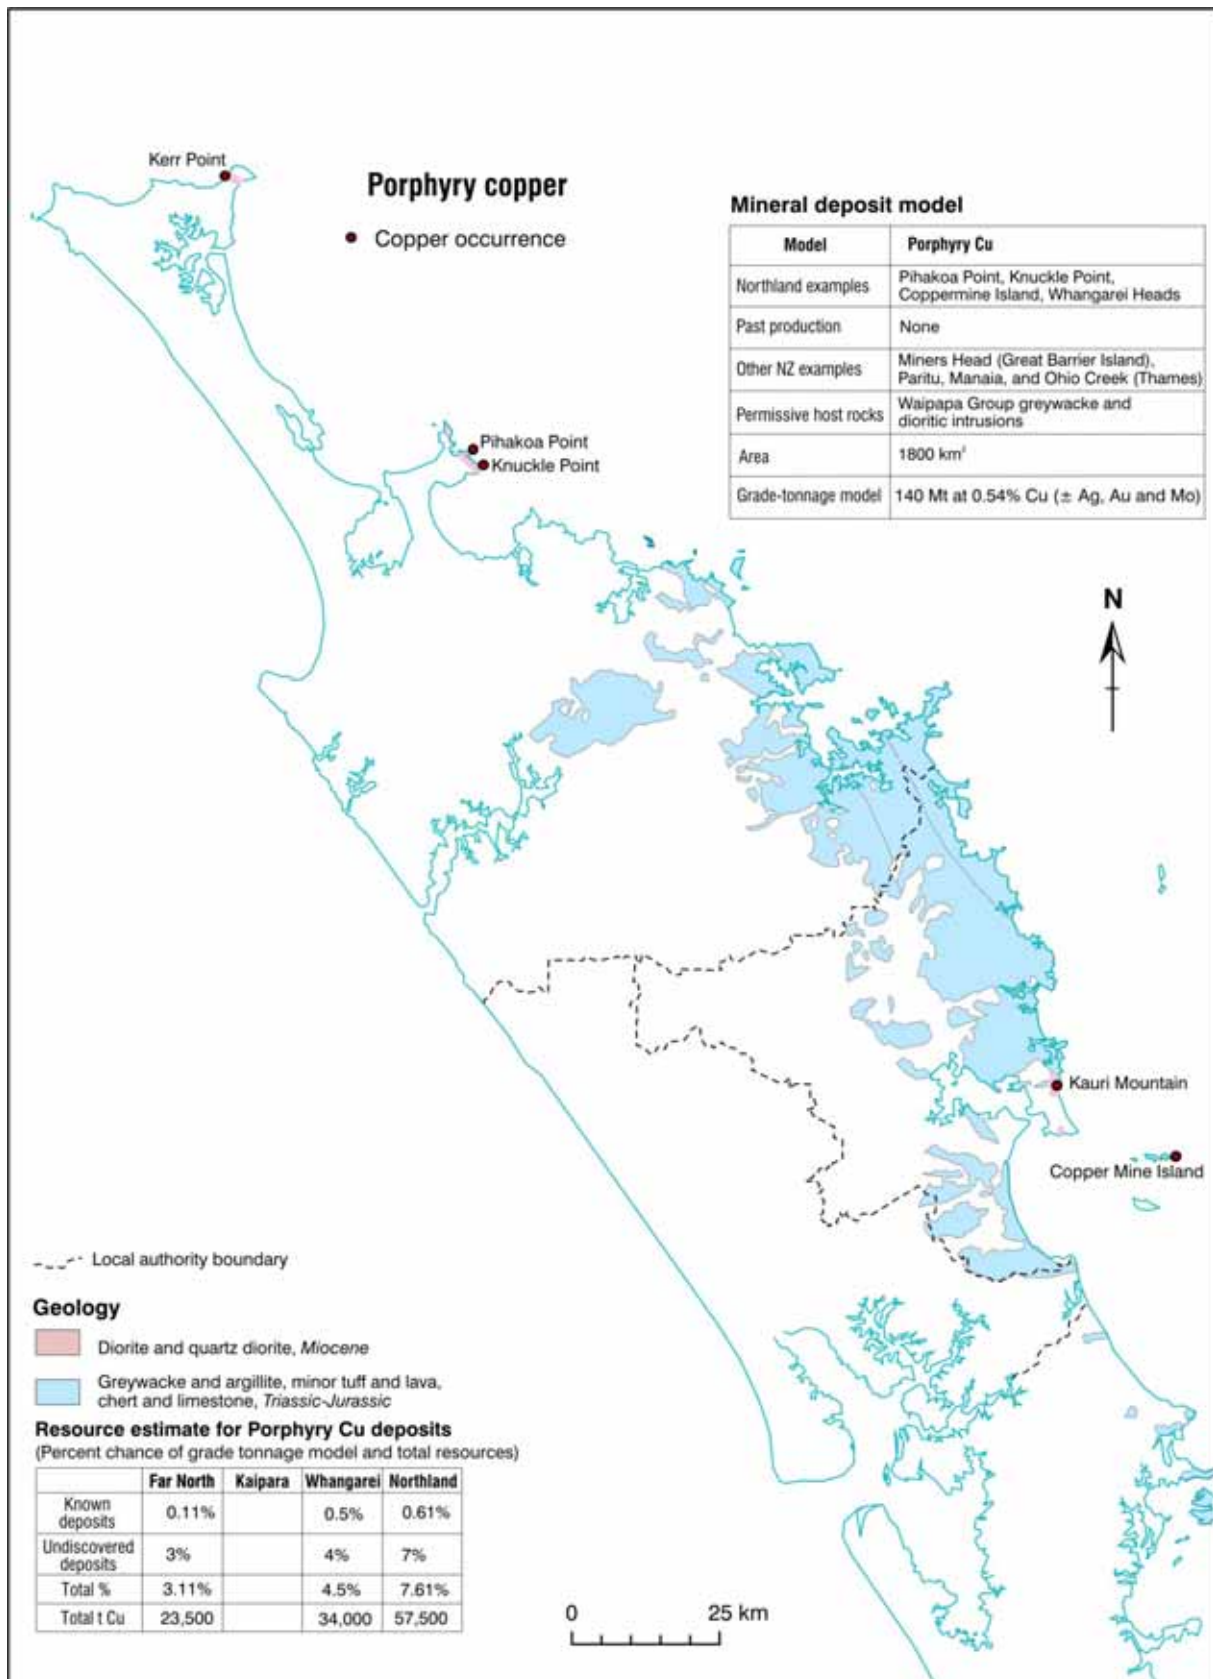 Kerr Point
Porphyry copper
Copper occurrence
Mineral deposit model
Model Porphyry Cu
Northland examples Pihakoa Point, Knuckle Point,
Coppermine Island, Whangarei Heads
Past production None
Other NZ examples Miners Head (Great Barrier Island),
Paritu, Manaia, and Ohio Creek (Thames)
Permissive host rocks Waipapa Group greywacke and
dioritic intrusions
Area 1800 km²
Grade-tonnage model 140 Mt at 0.54% Cu (± Ag, Au and Mo)
Pihakoa Point
Knuckle Point
N
Kauri Mountain
Copper Mine Island
Local authority boundary
Geology
Diorite and quartz diorite, Miocene
Greywacke and argillite, minor tuff and lava,
chert and limestone, Triassic-Jurassic
Resource estimate for Porphyry Cu deposits
(Percent chance of grade tonnage model and total resources)
Far North Kaipara Whangarei Northland
Known
deposits 0.11% 0.5% 0.61%
Undiscovered
deposits 3% 4% 7%
Total % 3.11% 4.5% 7.61%
Total t Cu 23,500 34,000 57,500
0 25 km